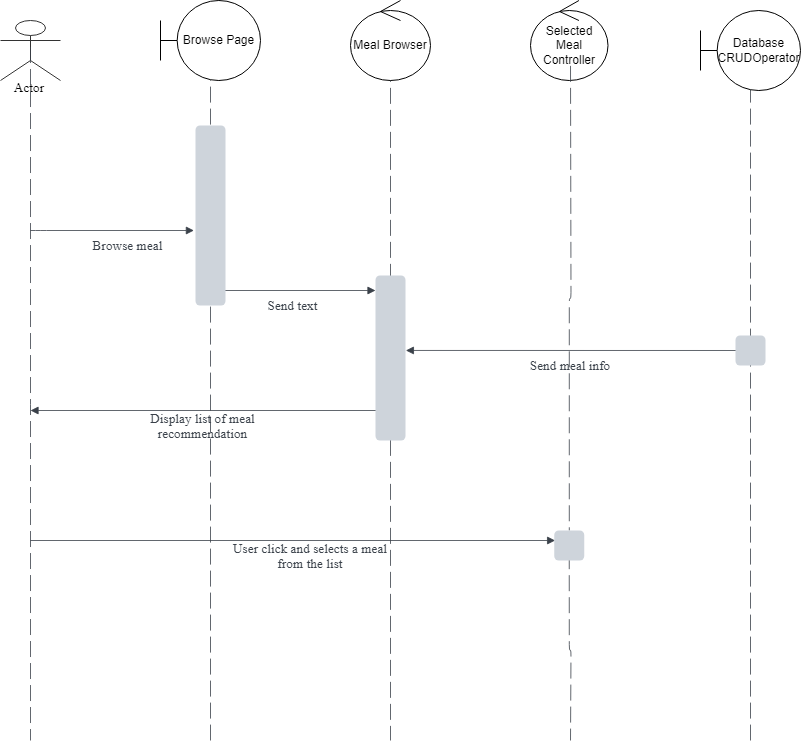 Actor
Browse Page
Meal Browser
Selected
Meal
Controller
Database
CRUDOperator
Browse meal
Send text
Send meal info
Display list of meal
recommendation
User click and selects a meal
from the list